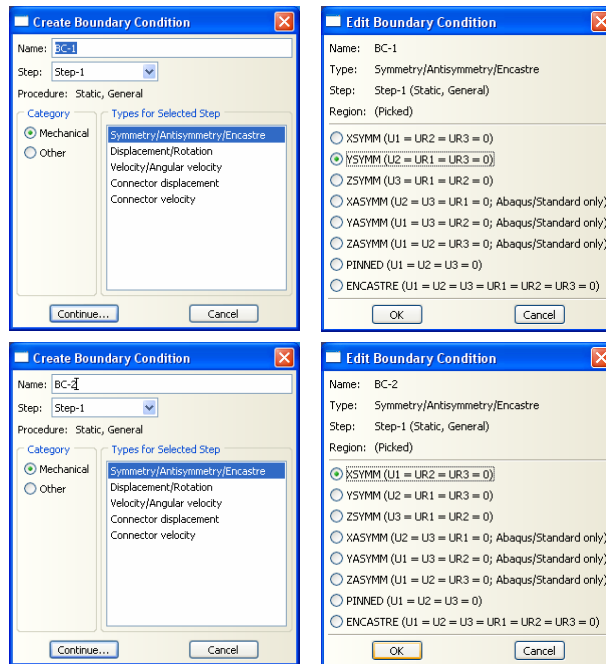 Create Boundary Condition
Name: BC-1
Step: Step-1
Procedure: Static, General
Category
Mechanical
Other
Types for Selected Step
Symmetry/Antisymmetry/Encastre
Displacement/Rotation
Velocity/Angular velocity
Connector displacement
Connector velocity
Continue... Cancel
Edit Boundary Condition
Name: BC-1
Type: Symmetry/Antisymmetry/Encastre
Step: Step-1 (Static, General)
Region: (Picked)
XSYMM (U1 = UR2 = UR3 = 0)
YSYMM (U2 = UR1 = UR3 = 0)
ZSYMM (U3 = UR1 = UR2 = 0)
XASYMM (U2 = U3 = UR1 = 0; Abaqus/Standard only)
YASYMM (U1 = U3 = UR2 = 0; Abaqus/Standard only)
ZASYMM (U1 = U2 = UR3 = 0; Abaqus/Standard only)
PINNED (U1 = U2 = U3 = 0)
ENCASTRE (U1 = U2 = U3 = UR1 = UR2 = UR3 = 0)
OK Cancel
Create Boundary Condition
Name: BC-2
Step: Step-1
Procedure: Static, General
Category
Mechanical
Other
Types for Selected Step
Symmetry/Antisymmetry/Encastre
Displacement/Rotation
Velocity/Angular velocity
Connector displacement
Connector velocity
Continue... Cancel
Edit Boundary Condition
Name: BC-2
Type: Symmetry/Antisymmetry/Encastre
Step: Step-1 (Static, General)
Region: (Picked)
XSYMM (U1 = UR2 = UR3 = 0)
YSYMM (U2 = UR1 = UR3 = 0)
ZSYMM (U3 = UR1 = UR2 = 0)
XASYMM (U2 = U3 = UR1 = 0; Abaqus/Standard only)
YASYMM (U1 = U3 = UR2 = 0; Abaqus/Standard only)
ZASYMM (U1 = U2 = UR3 = 0; Abaqus/Standard only)
PINNED (U1 = U2 = U3 = 0)
ENCASTRE (U1 = U2 = U3 = UR1 = UR2 = UR3 = 0)
OK Cancel